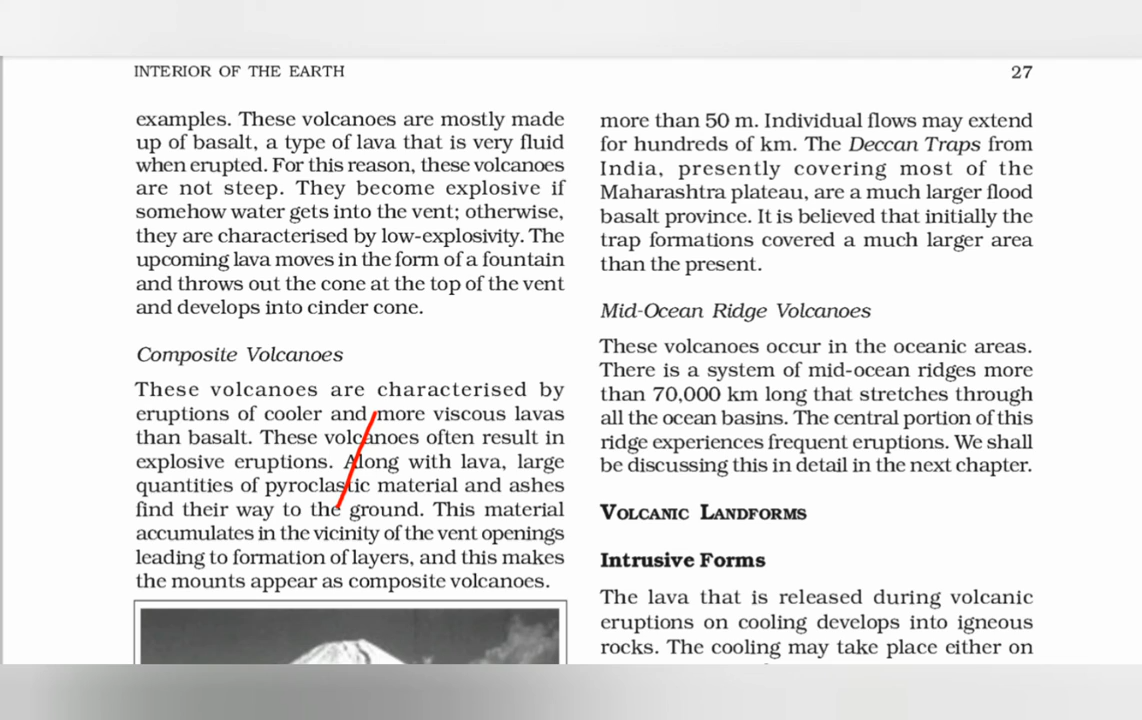 INTERIOR OF THE EARTH
27
examples. These volcanoes are mostly made
up of basalt, a type of lava that is very fluid
when erupted. For this reason, these volcanoes
are not steep. They become explosive if
somehow water gets into the vent; otherwise,
they are characterised by low-explosivity. The
upcoming lava moves in the form of a fountain
and throws out the cone at the top of the vent
and develops into cinder cone.
Composite Volcanoes
These volcanoes are characterised by
eruptions of cooler and more viscous lavas
than basalt. These volcanoes often result in
explosive eruptions. Along with lava, large
quantities of pyroclastic material and ashes
find their way to the ground. This material
accumulates in the vicinity of the vent openings
leading to formation of layers, and this makes
the mounts appear as composite volcanoes.
more than 50 m. Individual flows may extend
for hundreds of km. The Deccan Traps from
India, presently covering most of the
Maharashtra plateau, are a much larger flood
basalt province. It is believed that initially the
trap formations covered a much larger area
than the present.
Mid-Ocean Ridge Volcanoes
These volcanoes occur in the oceanic areas.
There is a system of mid-ocean ridges more
than 70,000 km long that stretches through
all the ocean basins. The central portion of this
ridge experiences frequent eruptions. We shall
be discussing this in detail in the next chapter.
VOLCANIC LANDFORMS
Intrusive Forms
The lava that is released during volcanic
eruptions on cooling develops into igneous
rocks. The cooling may take place either on